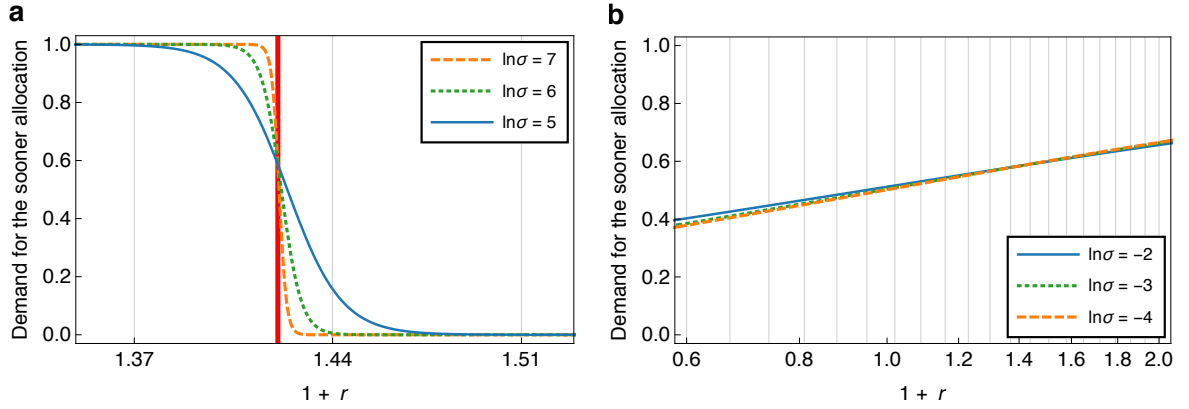 a
Demand for the sooner allocation
1.0
0.8
0.6
0.4
0.2
0.0
1.37
1.44
1.51
1 + r
lnσ = 7
lnσ = 6
lnσ = 5
b
Demand for the sooner allocation
1.0
0.8
0.6
0.4
0.2
0.0
0.6
0.8
1.0
1.2
1.4
1.6
1.8
2.0
1 + r
lnσ = −2
lnσ = −3
lnσ = −4